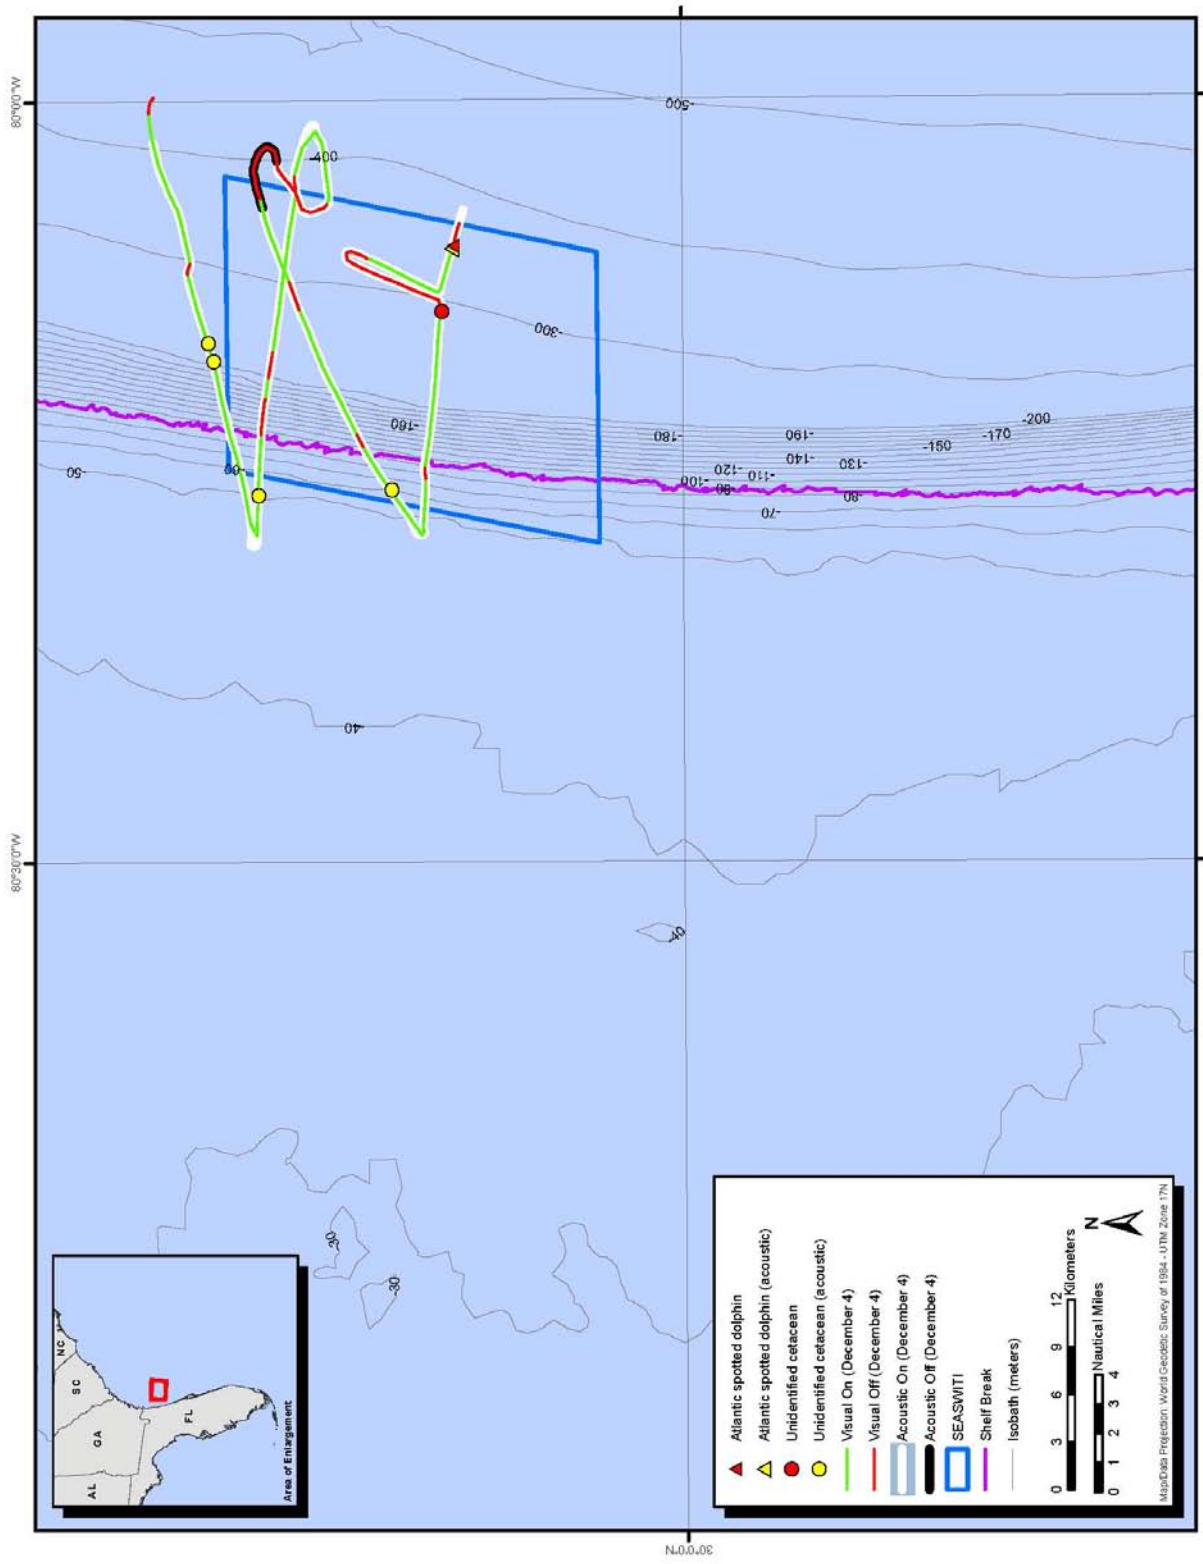 80°0'0"W
80°30'0"W
30°0'0"N
-500
-400
-300
-200
-190
-180
-170
-160
-150
-140
-130
-120
-110
-100
-90
-80
-80
-70
-60
-50
-40
-40
-30
-30
NC
SC
GA
AL
FL
Area of Enlargement
Atlantic spotted dolphin
Atlantic spotted dolphin (acoustic)
Unidentified cetacean
Unidentified cetacean (acoustic)
Visual On (December 4)
Visual Off (December 4)
Acoustic On (December 4)
Acoustic Off (December 4)
SEASWITI
Shelf Break
Isobath (meters)
0 3 6 9 12
Kilometers
Nautical Miles
0 1 2 3 4
N
Map/Data Projection: World Geodetic Survey of 1984 - UTM Zone 17N